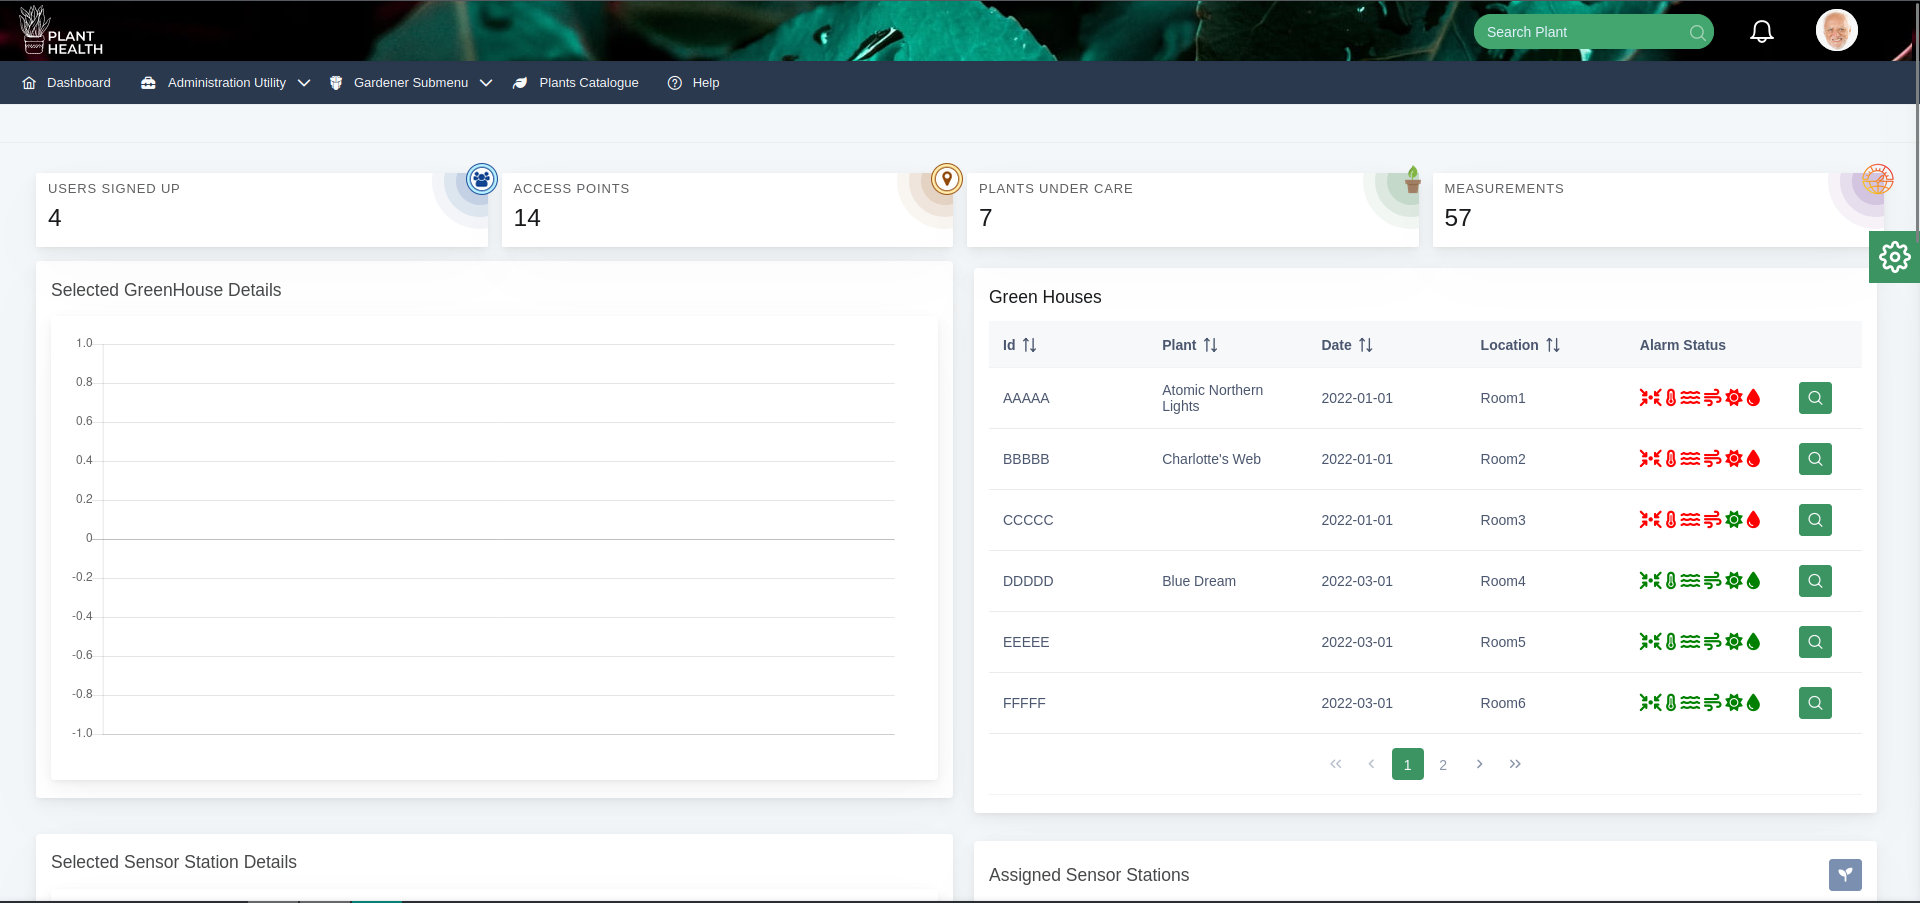 PLANT
HEALTH
Search Plant
Dashboard
Administration Utility
Gardener Submenu
Plants Catalogue
Help
USERS SIGNED UP
4
ACCESS POINTS
14
PLANTS UNDER CARE
7
MEASUREMENTS
57
Selected GreenHouse Details
1.0
0.8
0.6
0.4
0.2
0
-0.2
-0.4
-0.6
-0.8
-1.0
Green Houses
Id Plant Date Location Alarm Status
AAAAA Atomic Northern Lights 2022-01-01 Room1
BBBBB Charlotte's Web 2022-01-01 Room2
CCCCC 2022-01-01 Room3
DDDDD Blue Dream 2022-03-01 Room4
EEEEE 2022-03-01 Room5
FFFFF 2022-03-01 Room6
1 2
Selected Sensor Station Details
Assigned Sensor Stations